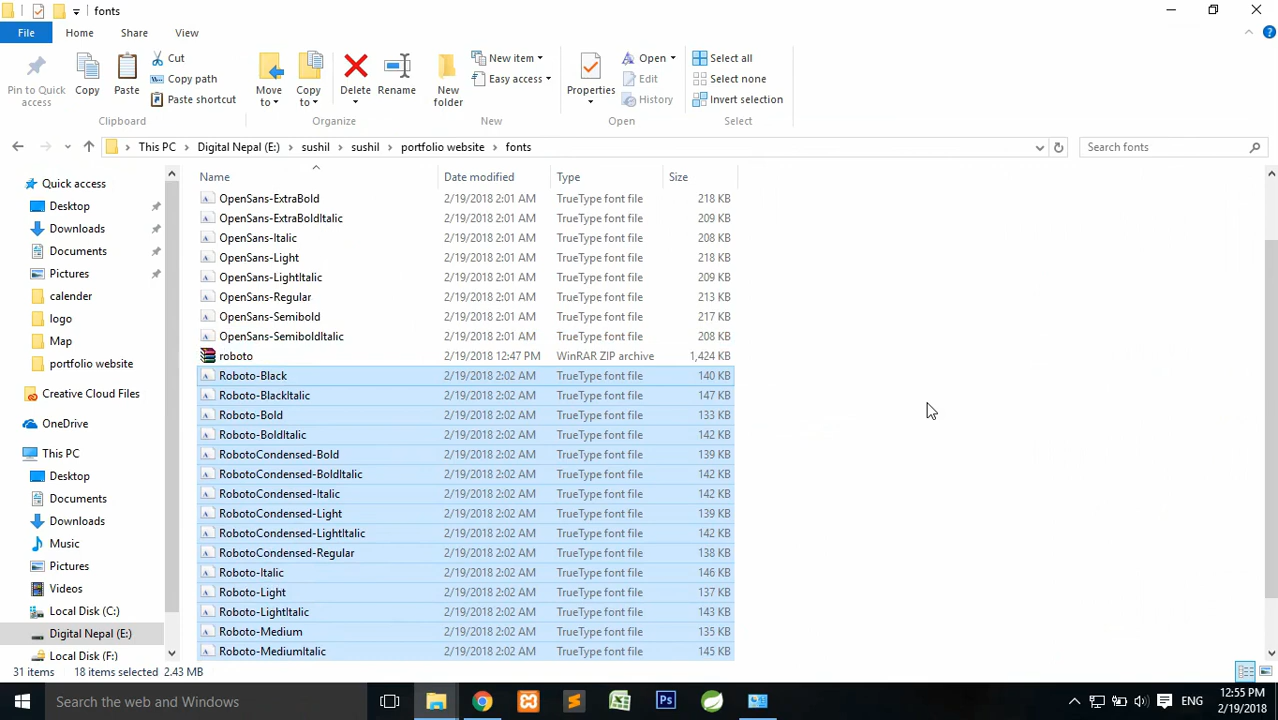 fonts
File Home Share View
Pin to Quick access
Copy
Paste
Cut
Copy path
Paste shortcut
Clipboard
Move to
Copy to
Delete
Rename
Organize
New folder
New item
Easy access
New
Properties
Open
Edit
History
Open
Select all
Select none
Invert selection
Select
This PC > Digital Nepal (E:) > sushil > sushil > portfolio website > fonts
Search fonts
Quick access
Desktop
Downloads
Documents
Pictures
calender
logo
Map
portfolio website
Creative Cloud Files
OneDrive
This PC
Desktop
Documents
Downloads
Music
Pictures
Videos
Local Disk (C:)
Digital Nepal (E:)
Local Disk (F:)
Name Date modified Type Size
OpenSans-ExtraBold 2/19/2018 2:01 AM TrueType font file 218 KB
OpenSans-ExtraBoldItalic 2/19/2018 2:01 AM TrueType font file 209 KB
OpenSans-Italic 2/19/2018 2:01 AM TrueType font file 208 KB
OpenSans-Light 2/19/2018 2:01 AM TrueType font file 218 KB
OpenSans-LightItalic 2/19/2018 2:01 AM TrueType font file 209 KB
OpenSans-Regular 2/19/2018 2:01 AM TrueType font file 213 KB
OpenSans-Semibold 2/19/2018 2:01 AM TrueType font file 217 KB
OpenSans-SemiboldItalic 2/19/2018 2:01 AM TrueType font file 208 KB
roboto 2/19/2018 12:47 PM WinRAR ZIP archive 1,424 KB
Roboto-Black 2/19/2018 2:02 AM TrueType font file 140 KB
Roboto-BlackItalic 2/19/2018 2:02 AM TrueType font file 147 KB
Roboto-Bold 2/19/2018 2:02 AM TrueType font file 133 KB
Roboto-BoldItalic 2/19/2018 2:02 AM TrueType font file 142 KB
RobotoCondensed-Bold 2/19/2018 2:02 AM TrueType font file 139 KB
RobotoCondensed-BoldItalic 2/19/2018 2:02 AM TrueType font file 142 KB
RobotoCondensed-Italic 2/19/2018 2:02 AM TrueType font file 142 KB
RobotoCondensed-Light 2/19/2018 2:02 AM TrueType font file 139 KB
RobotoCondensed-LightItalic 2/19/2018 2:02 AM TrueType font file 142 KB
RobotoCondensed-Regular 2/19/2018 2:02 AM TrueType font file 138 KB
Roboto-Italic 2/19/2018 2:02 AM TrueType font file 146 KB
Roboto-Light 2/19/2018 2:02 AM TrueType font file 137 KB
Roboto-LightItalic 2/19/2018 2:02 AM TrueType font file 143 KB
Roboto-Medium 2/19/2018 2:02 AM TrueType font file 135 KB
Roboto-MediumItalic 2/19/2018 2:02 AM TrueType font file 145 KB
31 items 18 items selected 2.43 MB
Search the web and Windows
Ps
ENG
12:55 PM
2/19/2018